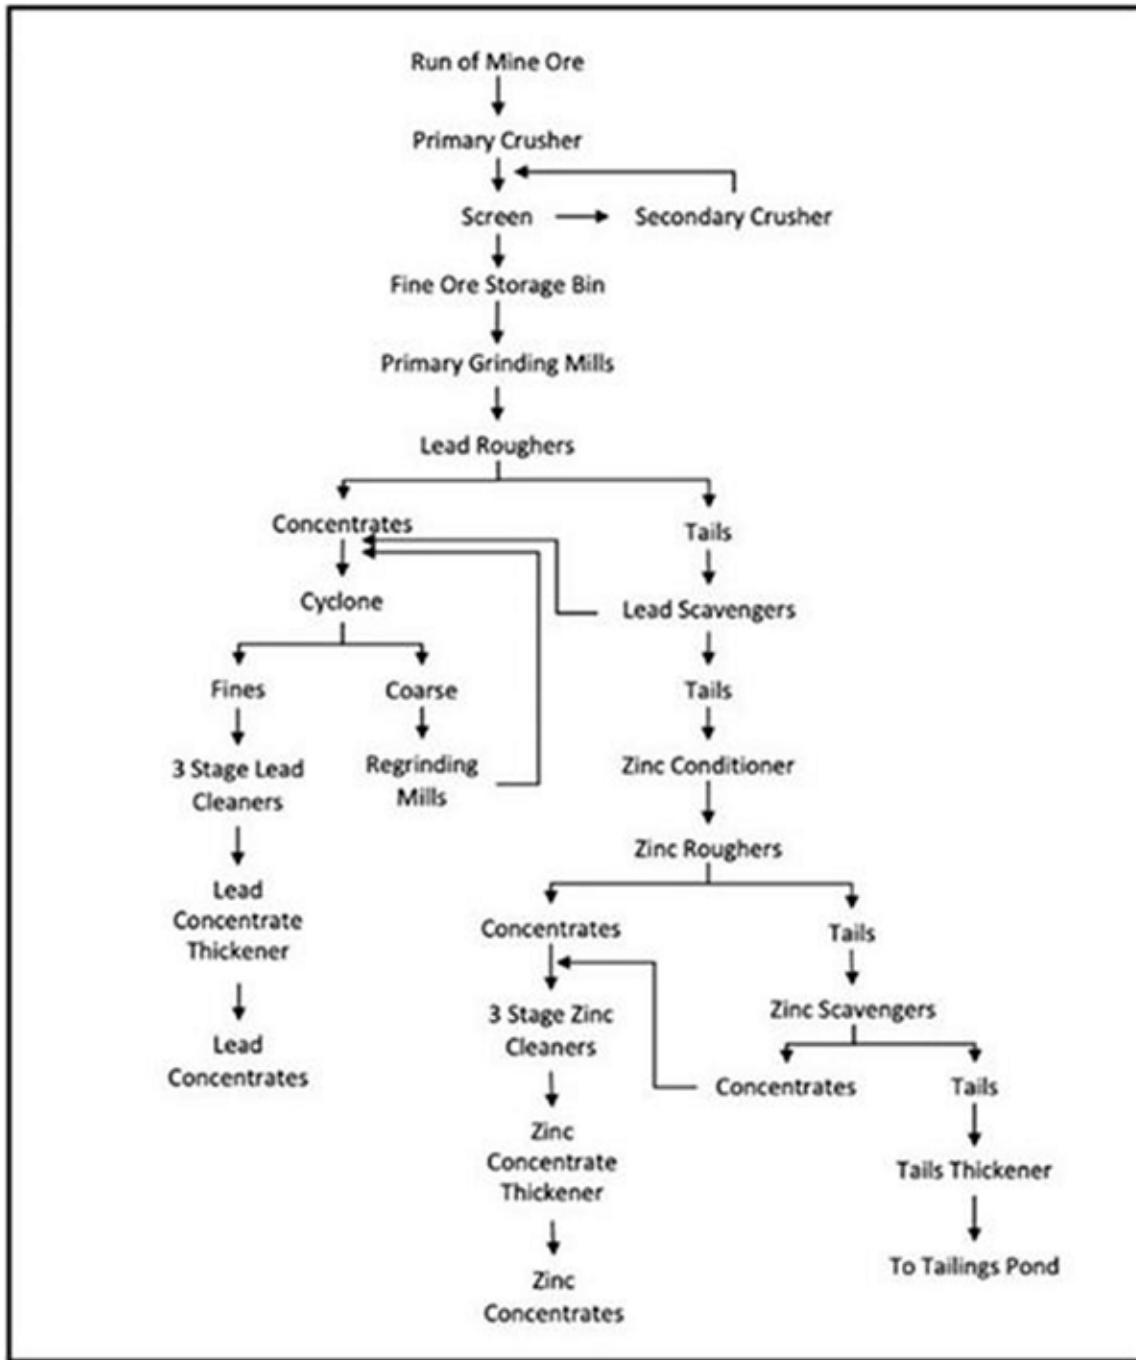 Run of Mine Ore
Primary Crusher
Screen
Secondary Crusher
Fine Ore Storage Bin
Primary Grinding Mills
Lead Roughers
Concentrates
Tails
Cyclone
Lead Scavengers
Fines
Coarse
Tails
3 Stage Lead
Cleaners
Regrinding
Mills
Zinc Conditioner
Zinc Roughers
Lead
Concentrate
Thickener
Concentrates
Tails
Lead
Concentrates
3 Stage Zinc
Cleaners
Zinc Scavengers
Concentrates
Tails
Zinc
Concentrate
Thickener
Tails Thickener
Zinc
Concentrates
To Tailings Pond